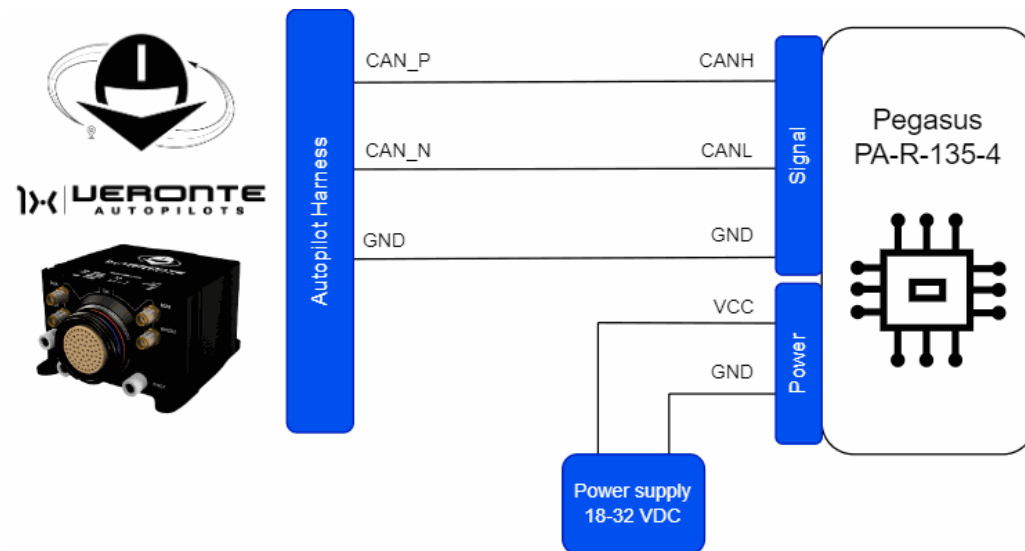 VERONTE
AUTOPILOTS
Autopilot Harness
CAN_P
CANH
CAN_N
CANL
GND
GND
Signal
VCC
GND
Power
Pegasus
PA-R-135-4
Power supply
18-32 VDC